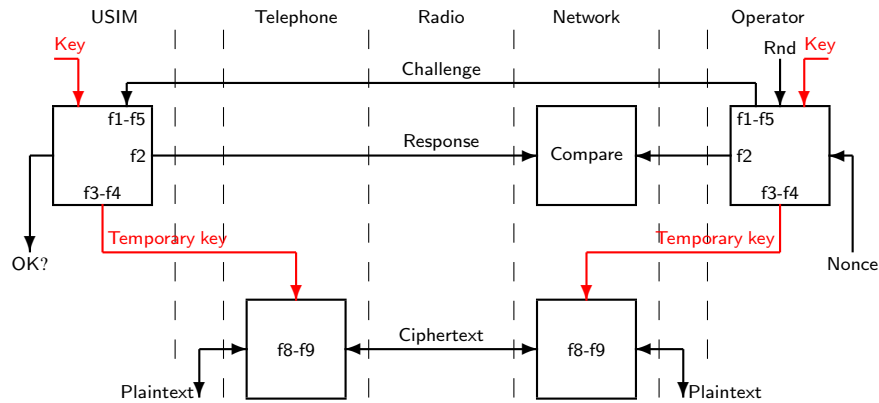 USIM Telephone Radio Network Operator
Key Rnd Key
Challenge
f1-f5 f1-f5
f2 Response Compare f2
f3-f4 f3-f4
Temporary key Temporary key
OK? Nonce
Ciphertext
f8-f9 f8-f9
Plaintext Plaintext